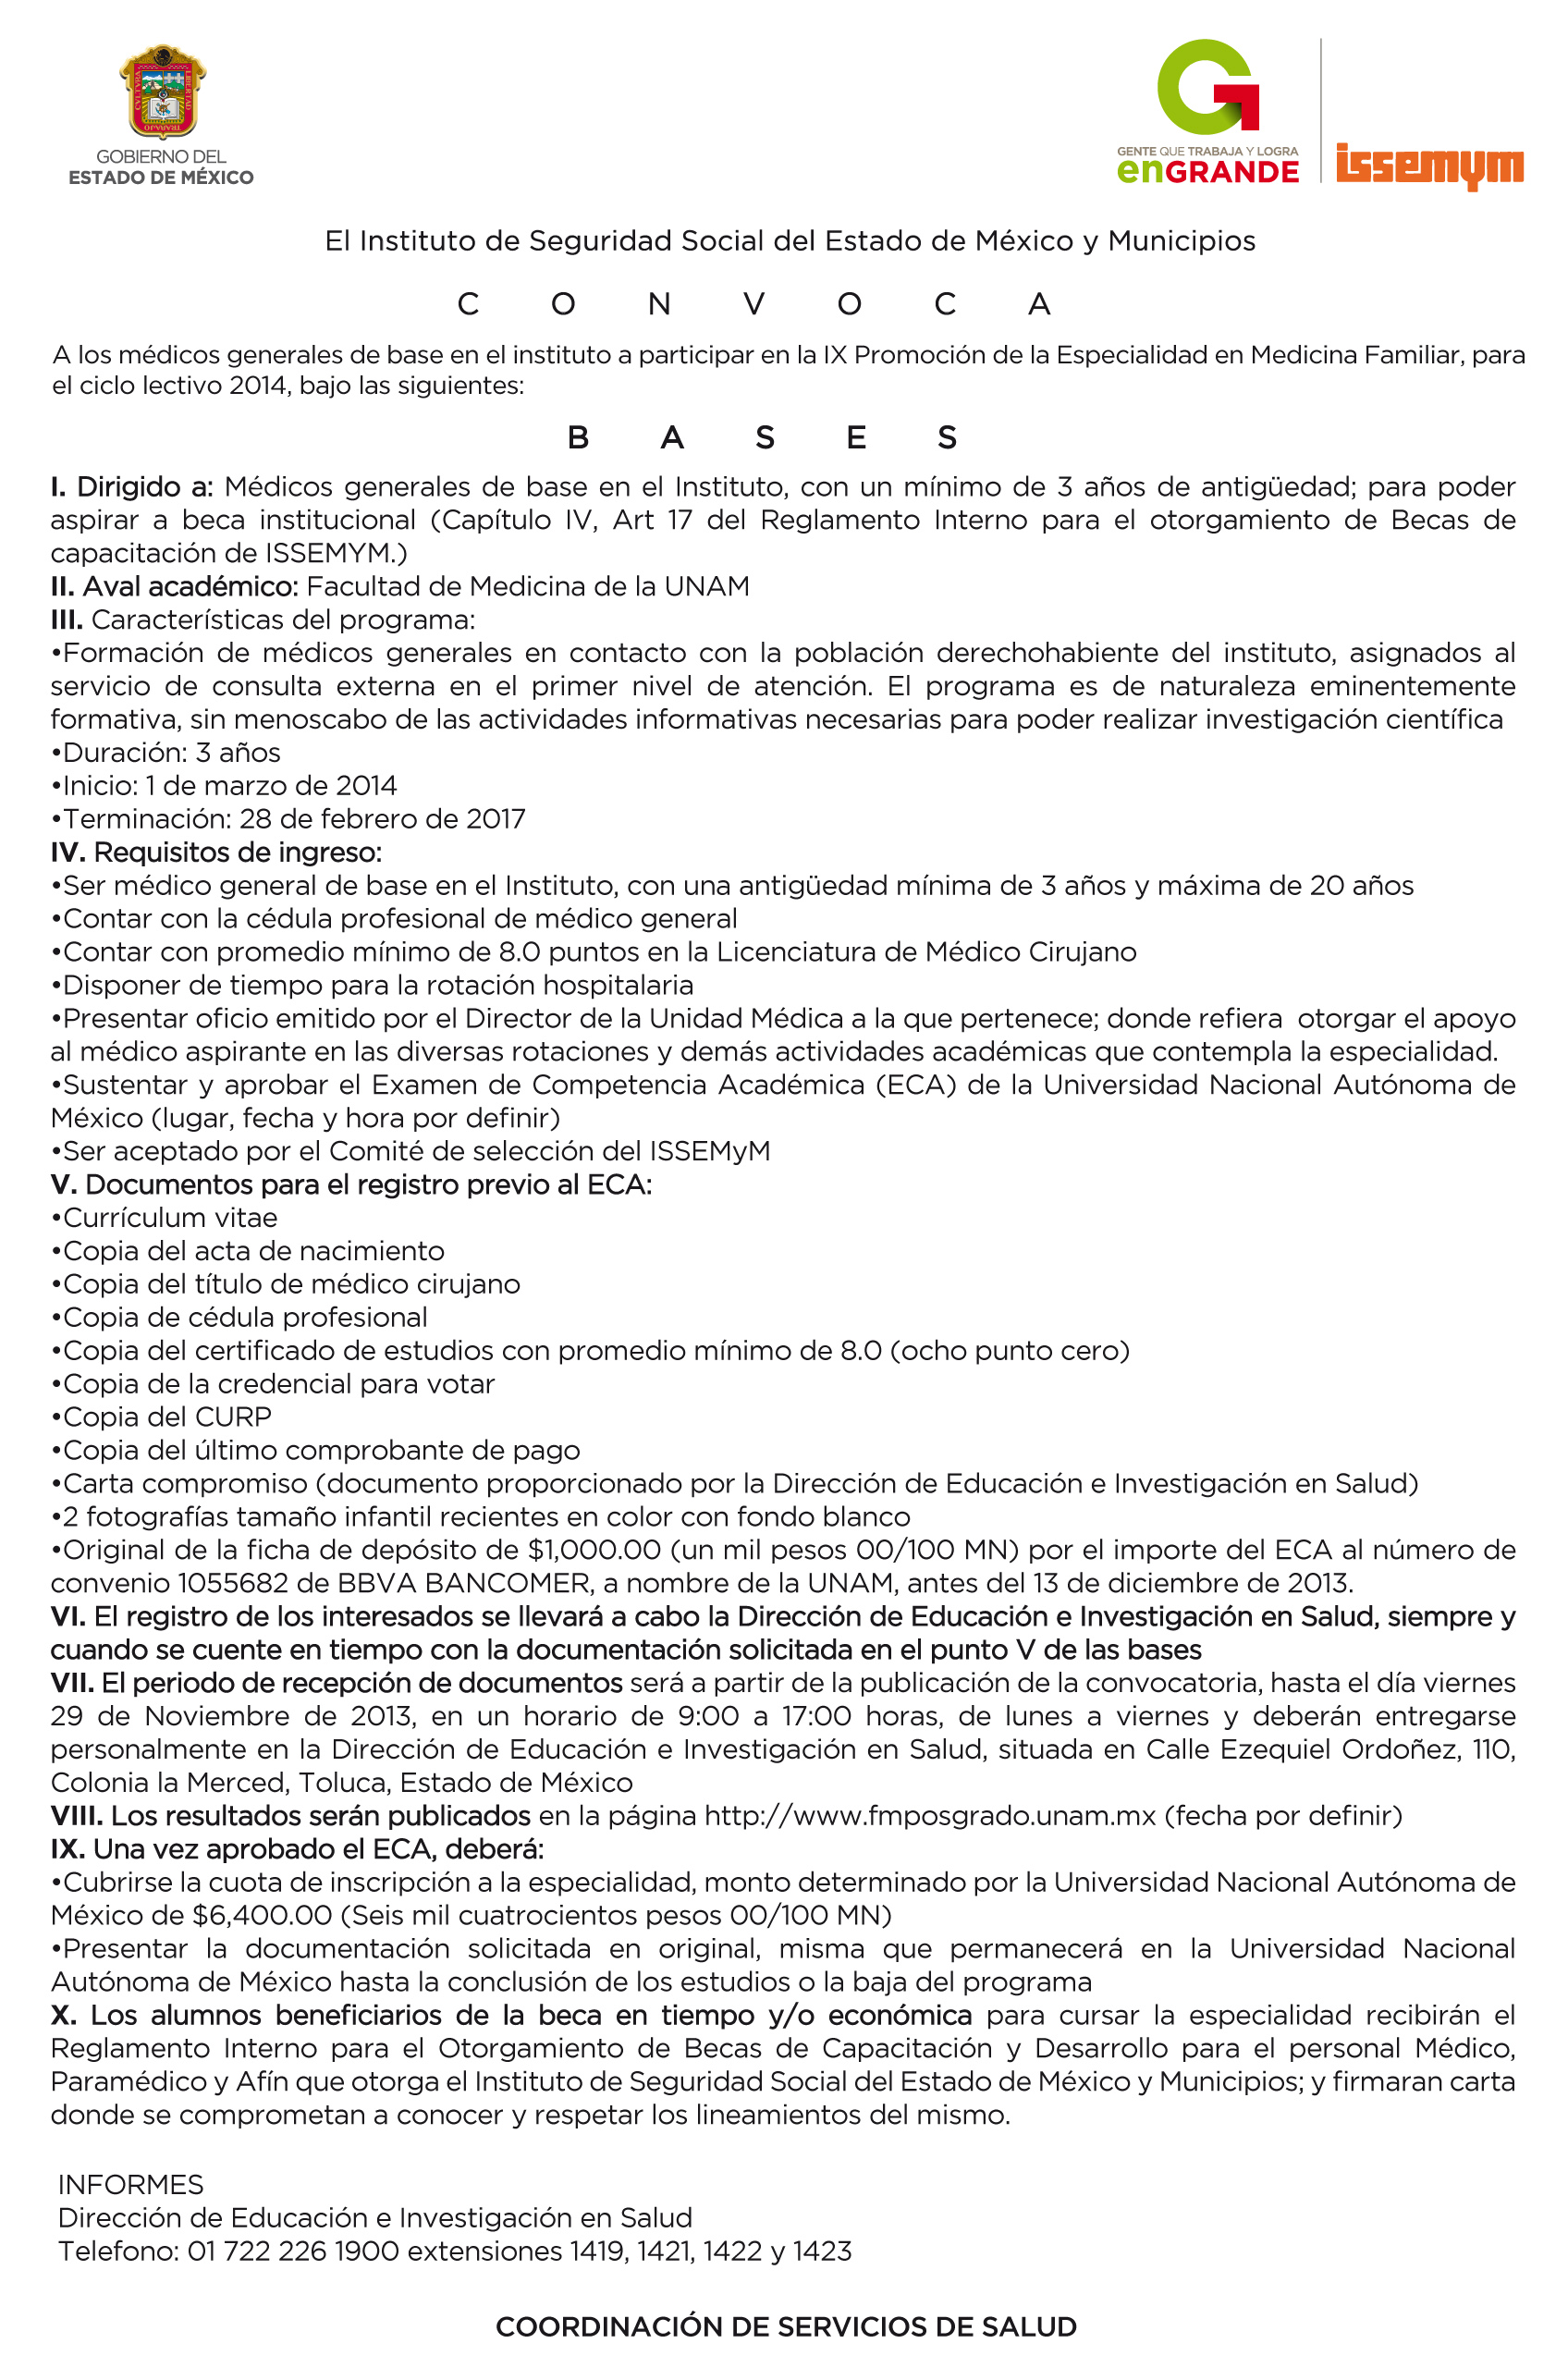 GOBIERNO DEL
ESTADO DE MÉXICO
GENTE QUE TRABAJA Y LOGRA
enGRANDE
issemym
El Instituto de Seguridad Social del Estado de México y Municipios
C O N V O C A
A los médicos generales de base en el instituto a participar en la IX Promoción de la Especialidad en Medicina Familiar, para
el ciclo lectivo 2014, bajo las siguientes:
B A S E S
I. Dirigido a: Médicos generales de base en el Instituto, con un mínimo de 3 años de antigüedad; para poder
aspirar a beca institucional (Capítulo IV, Art 17 del Reglamento Interno para el otorgamiento de Becas de
capacitación de ISSEMYM.)
II. Aval académico: Facultad de Medicina de la UNAM
III. Características del programa:
•Formación de médicos generales en contacto con la población derechohabiente del instituto, asignados al
servicio de consulta externa en el primer nivel de atención. El programa es de naturaleza eminentemente
formativa, sin menoscabo de las actividades informativas necesarias para poder realizar investigación científica
•Duración: 3 años
•Inicio: 1 de marzo de 2014
•Terminación: 28 de febrero de 2017
IV. Requisitos de ingreso:
•Ser médico general de base en el Instituto, con una antigüedad mínima de 3 años y máxima de 20 años
•Contar con la cédula profesional de médico general
•Contar con promedio mínimo de 8.0 puntos en la Licenciatura de Médico Cirujano
•Disponer de tiempo para la rotación hospitalaria
•Presentar oficio emitido por el Director de la Unidad Médica a la que pertenece; donde refiera otorgar el apoyo
al médico aspirante en las diversas rotaciones y demás actividades académicas que contempla la especialidad.
•Sustentar y aprobar el Examen de Competencia Académica (ECA) de la Universidad Nacional Autónoma de
México (lugar, fecha y hora por definir)
•Ser aceptado por el Comité de selección del ISSEMyM
V. Documentos para el registro previo al ECA:
•Currículum vitae
•Copia del acta de nacimiento
•Copia del título de médico cirujano
•Copia de cédula profesional
•Copia del certificado de estudios con promedio mínimo de 8.0 (ocho punto cero)
•Copia de la credencial para votar
•Copia del CURP
•Copia del último comprobante de pago
•Carta compromiso (documento proporcionado por la Dirección de Educación e Investigación en Salud)
•2 fotografías tamaño infantil recientes en color con fondo blanco
•Original de la ficha de depósito de $1,000.00 (un mil pesos 00/100 MN) por el importe del ECA al número de
convenio 1055682 de BBVA BANCOMER, a nombre de la UNAM, antes del 13 de diciembre de 2013.
VI. El registro de los interesados se llevará a cabo la Dirección de Educación e Investigación en Salud, siempre y
cuando se cuente en tiempo con la documentación solicitada en el punto V de las bases
VII. El periodo de recepción de documentos será a partir de la publicación de la convocatoria, hasta el día viernes
29 de Noviembre de 2013, en un horario de 9:00 a 17:00 horas, de lunes a viernes y deberán entregarse
personalmente en la Dirección de Educación e Investigación en Salud, situada en Calle Ezequiel Ordoñez, 110,
Colonia la Merced, Toluca, Estado de México
VIII. Los resultados serán publicados en la página http://www.fmposgrado.unam.mx (fecha por definir)
IX. Una vez aprobado el ECA, deberá:
•Cubrirse la cuota de inscripción a la especialidad, monto determinado por la Universidad Nacional Autónoma de
México de $6,400.00 (Seis mil cuatrocientos pesos 00/100 MN)
•Presentar la documentación solicitada en original, misma que permanecerá en la Universidad Nacional
Autónoma de México hasta la conclusión de los estudios o la baja del programa
X. Los alumnos beneficiarios de la beca en tiempo y/o económica para cursar la especialidad recibirán el
Reglamento Interno para el Otorgamiento de Becas de Capacitación y Desarrollo para el personal Médico,
Paramédico y Afín que otorga el Instituto de Seguridad Social del Estado de México y Municipios; y firmaran carta
donde se comprometan a conocer y respetar los lineamientos del mismo.
INFORMES
Dirección de Educación e Investigación en Salud
Telefono: 01 722 226 1900 extensiones 1419, 1421, 1422 y 1423
COORDINACIÓN DE SERVICIOS DE SALUD